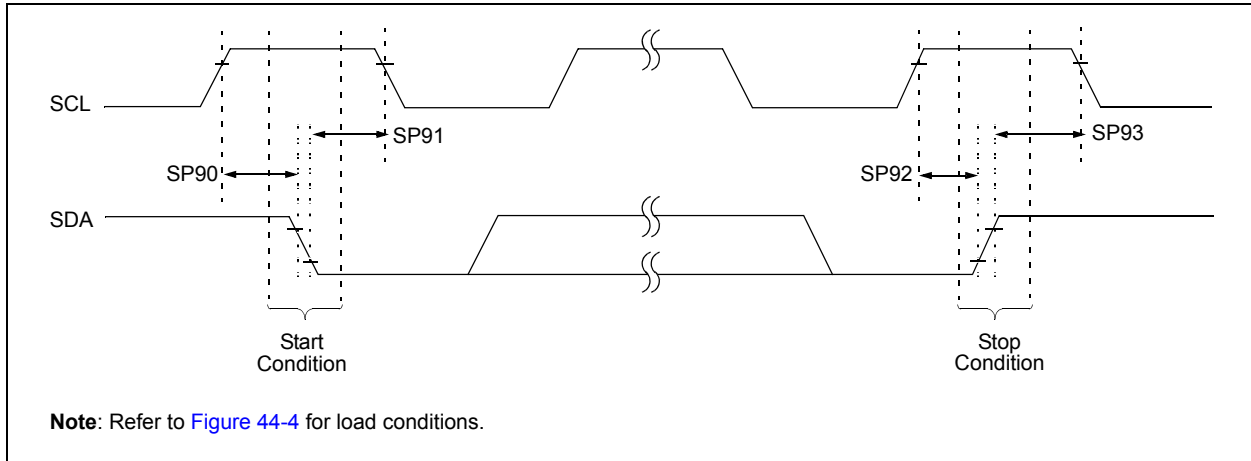 SCL
SP91
SP93
SP90
SP92
SDA
Start
Condition
Stop
Condition
Note: Refer to Figure 44-4 for load conditions.